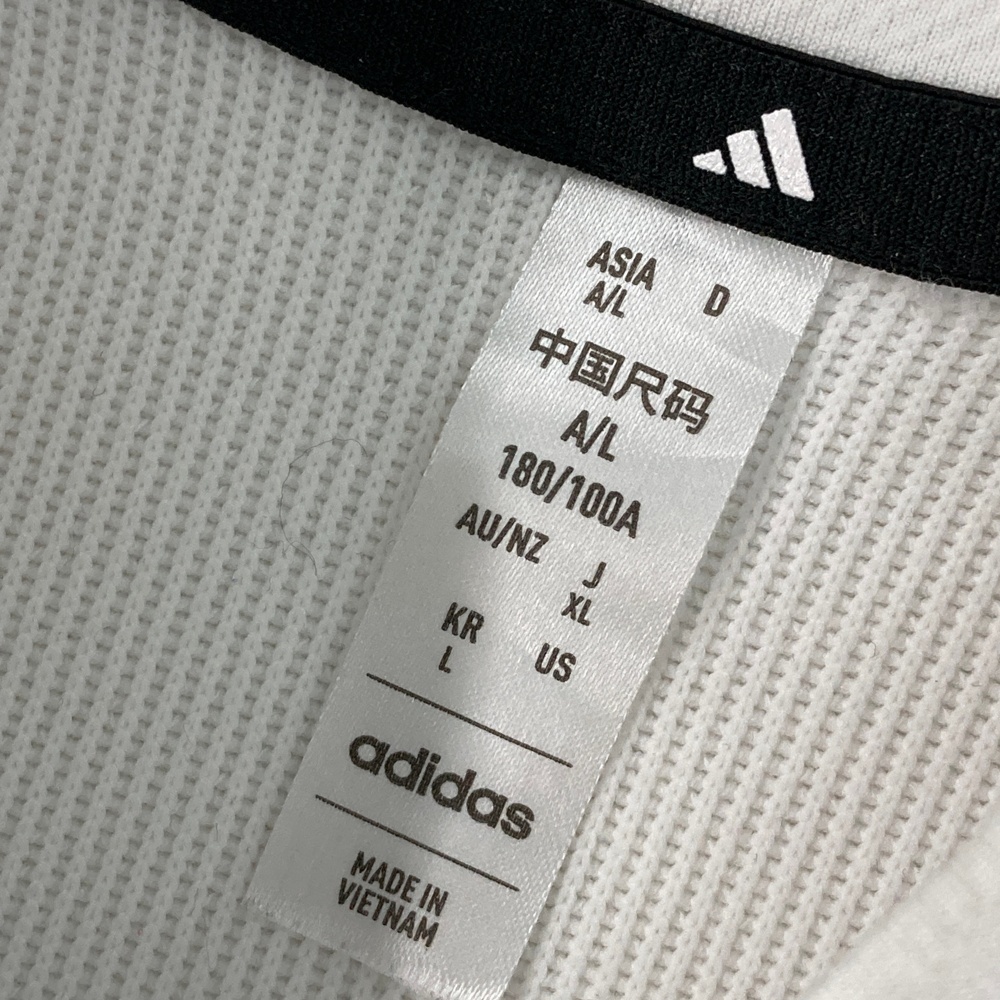 ASIA D
A/L
中国尺码
A/L
180/100A
AU/NZ J
XL
KR US
L
adidas
MADE IN
VIETNAM